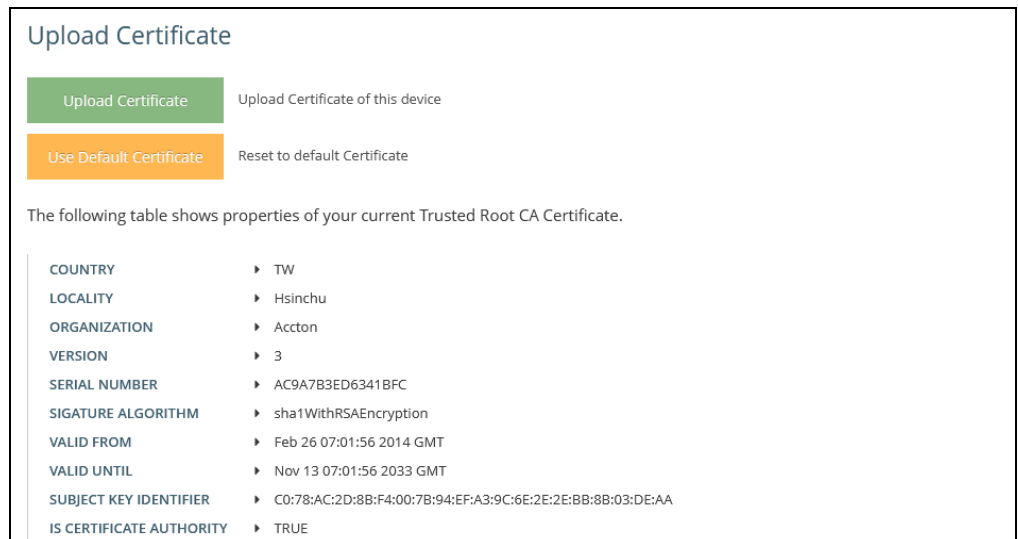 Upload Certificate
Upload Certificate Upload Certificate of this device
Use Default Certificate Reset to default Certificate
The following table shows properties of your current Trusted Root CA Certificate.
COUNTRY TW
LOCALITY Hsinchu
ORGANIZATION Accton
VERSION 3
SERIAL NUMBER AC9A7B3ED6341BFC
SIGATURE ALGORITHM sha1WithRSAEncryption
VALID FROM Feb 26 07:01:56 2014 GMT
VALID UNTIL Nov 13 07:01:56 2033 GMT
SUBJECT KEY IDENTIFIER C0:78:AC:2D:8B:F4:00:7B:94:EF:A3:9C:6E:2E:2E:BB:8B:03:DE:AA
IS CERTIFICATE AUTHORITY TRUE